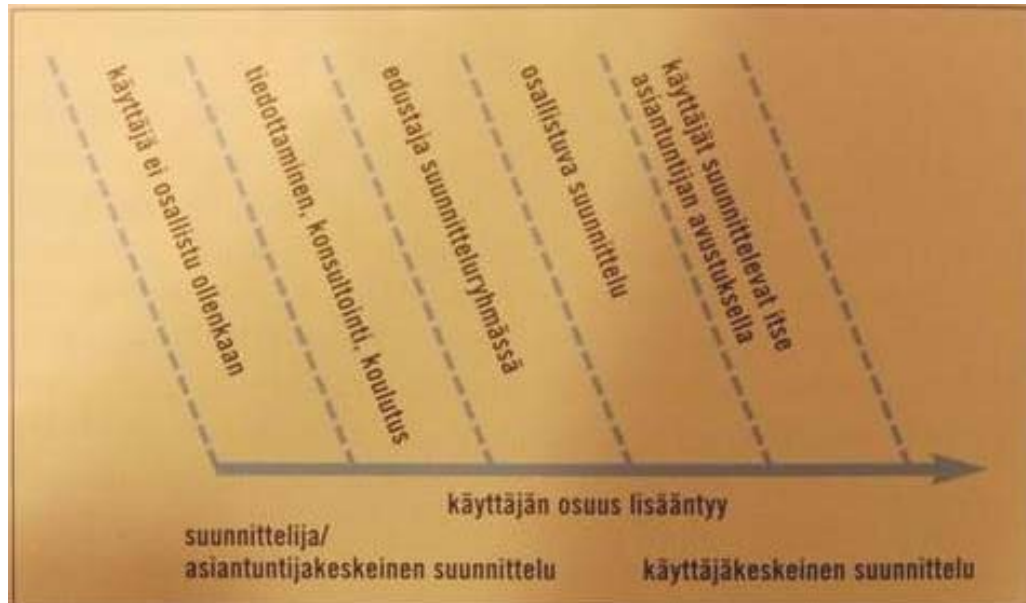 käyttäjä ei osallistu ollenkaan
tiedottaminen, konsultointi, koulutus
edustaja suunnitteluryhmässä
osallistuva suunnittelu
käyttäjät suunnittelevat itse
asiantuntijan avustuksella
käyttäjän osuus lisääntyy
suunnittelija/
asiantuntijakeskeinen suunnittelu
käyttäjäkeskeinen suunnittelu